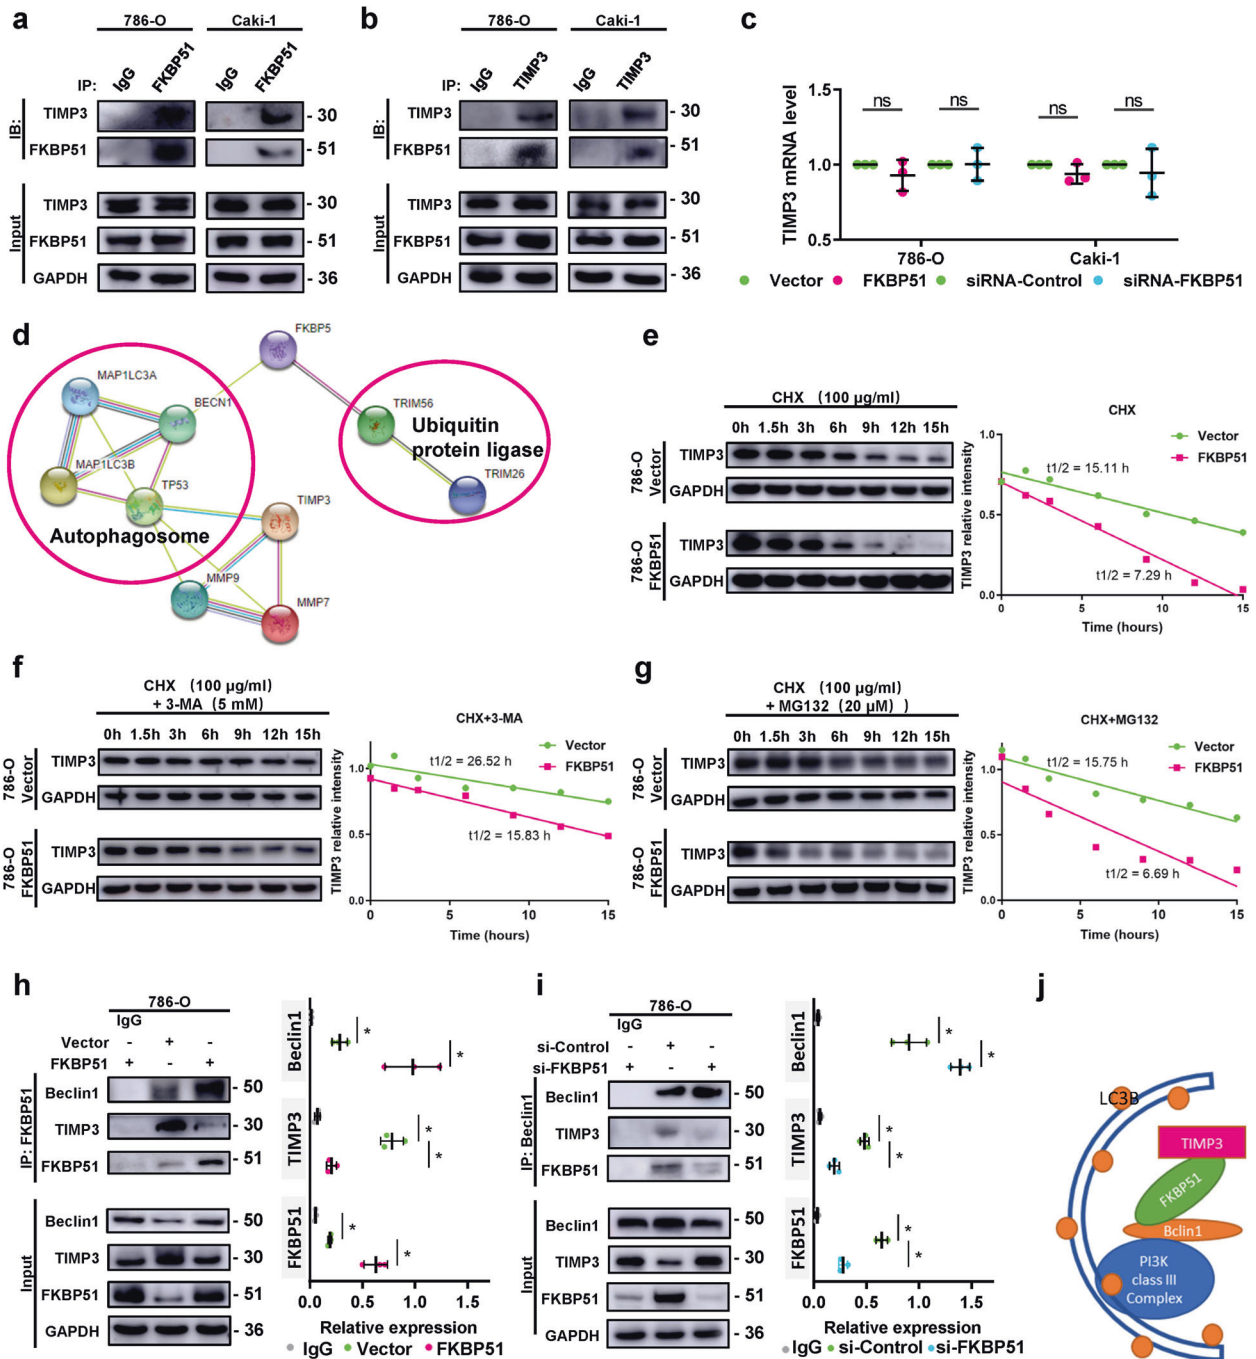 a
786-O
Caki-1
IP:
IgG
FKBP51
IgG
FKBP51
IB:
TIMP3
- 30
FKBP51
- 51
Input
TIMP3
- 30
FKBP51
- 51
GAPDH
- 36
b
786-O
Caki-1
IP:
IgG
TIMP3
IgG
TIMP3
IB:
TIMP3
- 30
FKBP51
- 51
Input
TIMP3
- 30
FKBP51
- 51
GAPDH
- 36
c
TIMP3 mRNA level
1.5
1.0
0.5
ns
ns
ns
ns
786-O
Caki-1
Vector
FKBP51
siRNA-Control
siRNA-FKBP51
d
FKBP5
MAP1LC3A
BECN1
TRIM56
Ubiquitin
protein ligase
MAP1LC3B
TP53
TRIM26
TIMP3
Autophagosome
MMP9
MMP7
e
CHX (100 µg/ml)
0h 1.5h 3h 6h 9h 12h 15h
786-O
Vector
TIMP3
GAPDH
786-O
FKBP51
TIMP3
GAPDH
CHX
TIMP3 relative intensity
1.0
0.5
0.0
Vector
FKBP51
t1/2 = 15.11 h
t1/2 = 7.29 h
0 5 10 15
Time (hours)
f
CHX (100 µg/ml)
+ 3-MA (5 mM)
0h 1.5h 3h 6h 9h 12h 15h
786-O
Vector
TIMP3
GAPDH
786-O
FKBP51
TIMP3
GAPDH
CHX+3-MA
TIMP3 relative intensity
1.0
0.5
0.0
Vector
FKBP51
t1/2 = 26.52 h
t1/2 = 15.83 h
0 5 10 15
Time (hours)
g
CHX (100 µg/ml)
+ MG132 (20 µM) )
0h 1.5h 3h 6h 9h 12h 15h
786-O
Vector
TIMP3
GAPDH
786-O
FKBP51
TIMP3
GAPDH
CHX+MG132
TIMP3 relative intensity
1.0
0.5
0.0
Vector
FKBP51
t1/2 = 15.75 h
t1/2 = 6.69 h
0 5 10 15
Time (hours)
h
786-O
IgG
Vector - + -
FKBP51 + - +
IP: FKBP51
Beclin1
- 50
TIMP3
- 30
FKBP51
- 51
Input
Beclin1
- 50
TIMP3
- 30
FKBP51
- 51
GAPDH
- 36
Beclin1
*
*
TIMP3
*
*
FKBP51
*
*
0.0 0.5 1.0 1.5
Relative expression
IgG
Vector
FKBP51
i
786-O
IgG
si-Control - + -
si-FKBP51 + - +
IP: Beclin1
Beclin1
- 50
TIMP3
- 30
FKBP51
- 51
Input
Beclin1
- 50
TIMP3
- 30
FKBP51
- 51
GAPDH
- 36
Beclin1
*
*
TIMP3
*
*
FKBP51
*
*
0.0 0.5 1.0 1.5
Relative expression
IgG
si-Control
si-FKBP51
j
LC3B
TIMP3
FKBP51
Bclin1
PI3K
class III
Complex